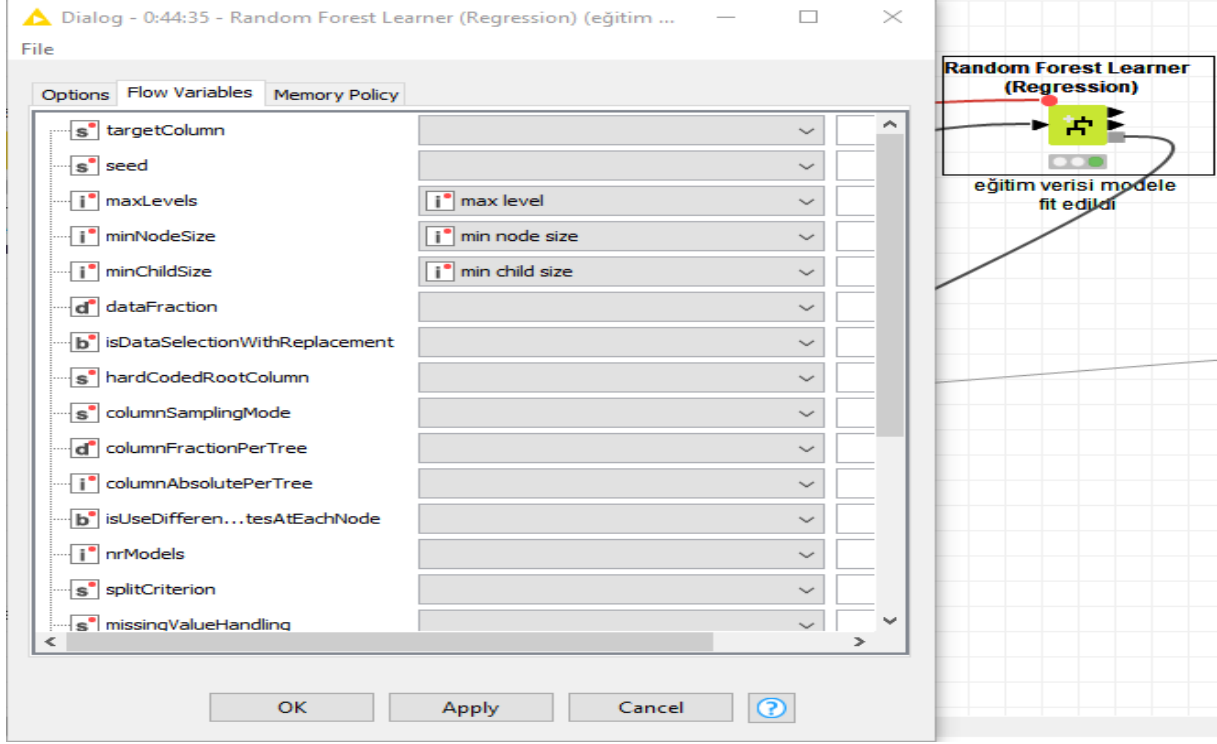 Dialog - 0:44:35 - Random Forest Learner (Regression) (eğitim ...
File
Options Flow Variables Memory Policy
s targetColumn
s seed
i maxLevels i max level
i minNodeSize i min node size
i minChildSize i min child size
d dataFraction
b isDataSelectionWithReplacement
s hardCodedRootColumn
s columnSamplingMode
d columnFractionPerTree
i columnAbsolutePerTree
b isUseDifferen...tesAtEachNode
i nrModels
s splitCriterion
s missingValueHandling
OK Apply Cancel ?
Random Forest Learner
(Regression)
eğitim verisi modele
fit edildi